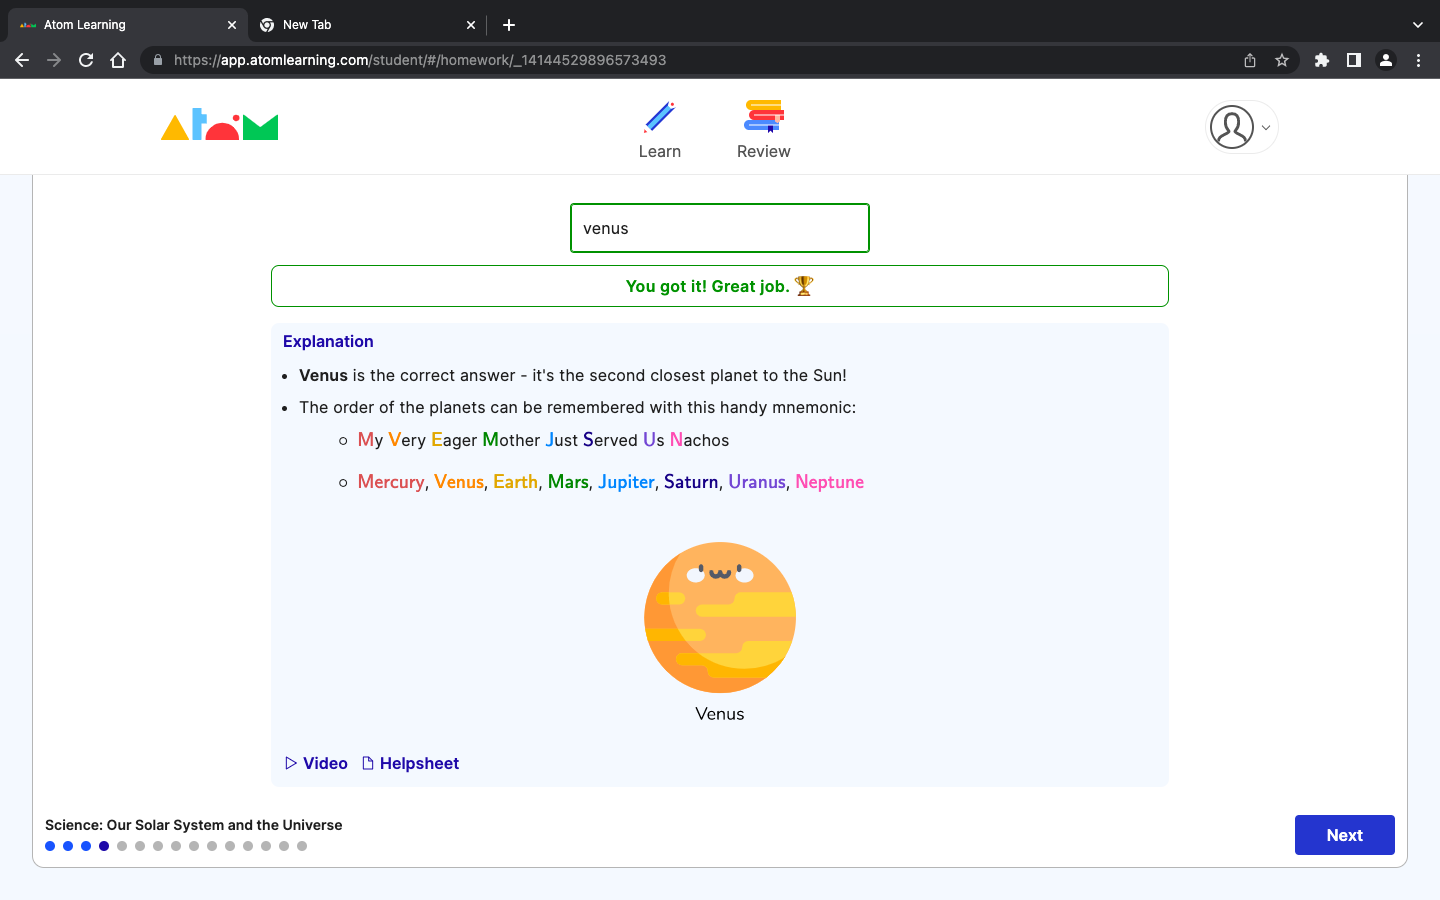 Atom Learning
New Tab
https://app.atomlearning.com/student/#/homework/_14144529896573493
Atom
Learn
Review
venus
You got it! Great job. 🏆
Explanation
• Venus is the correct answer - it's the second closest planet to the Sun!
• The order of the planets can be remembered with this handy mnemonic:
◦ My Very Eager Mother Just Served Us Nachos
◦ Mercury, Venus, Earth, Mars, Jupiter, Saturn, Uranus, Neptune
Venus
Video Helpsheet
Science: Our Solar System and the Universe
Next